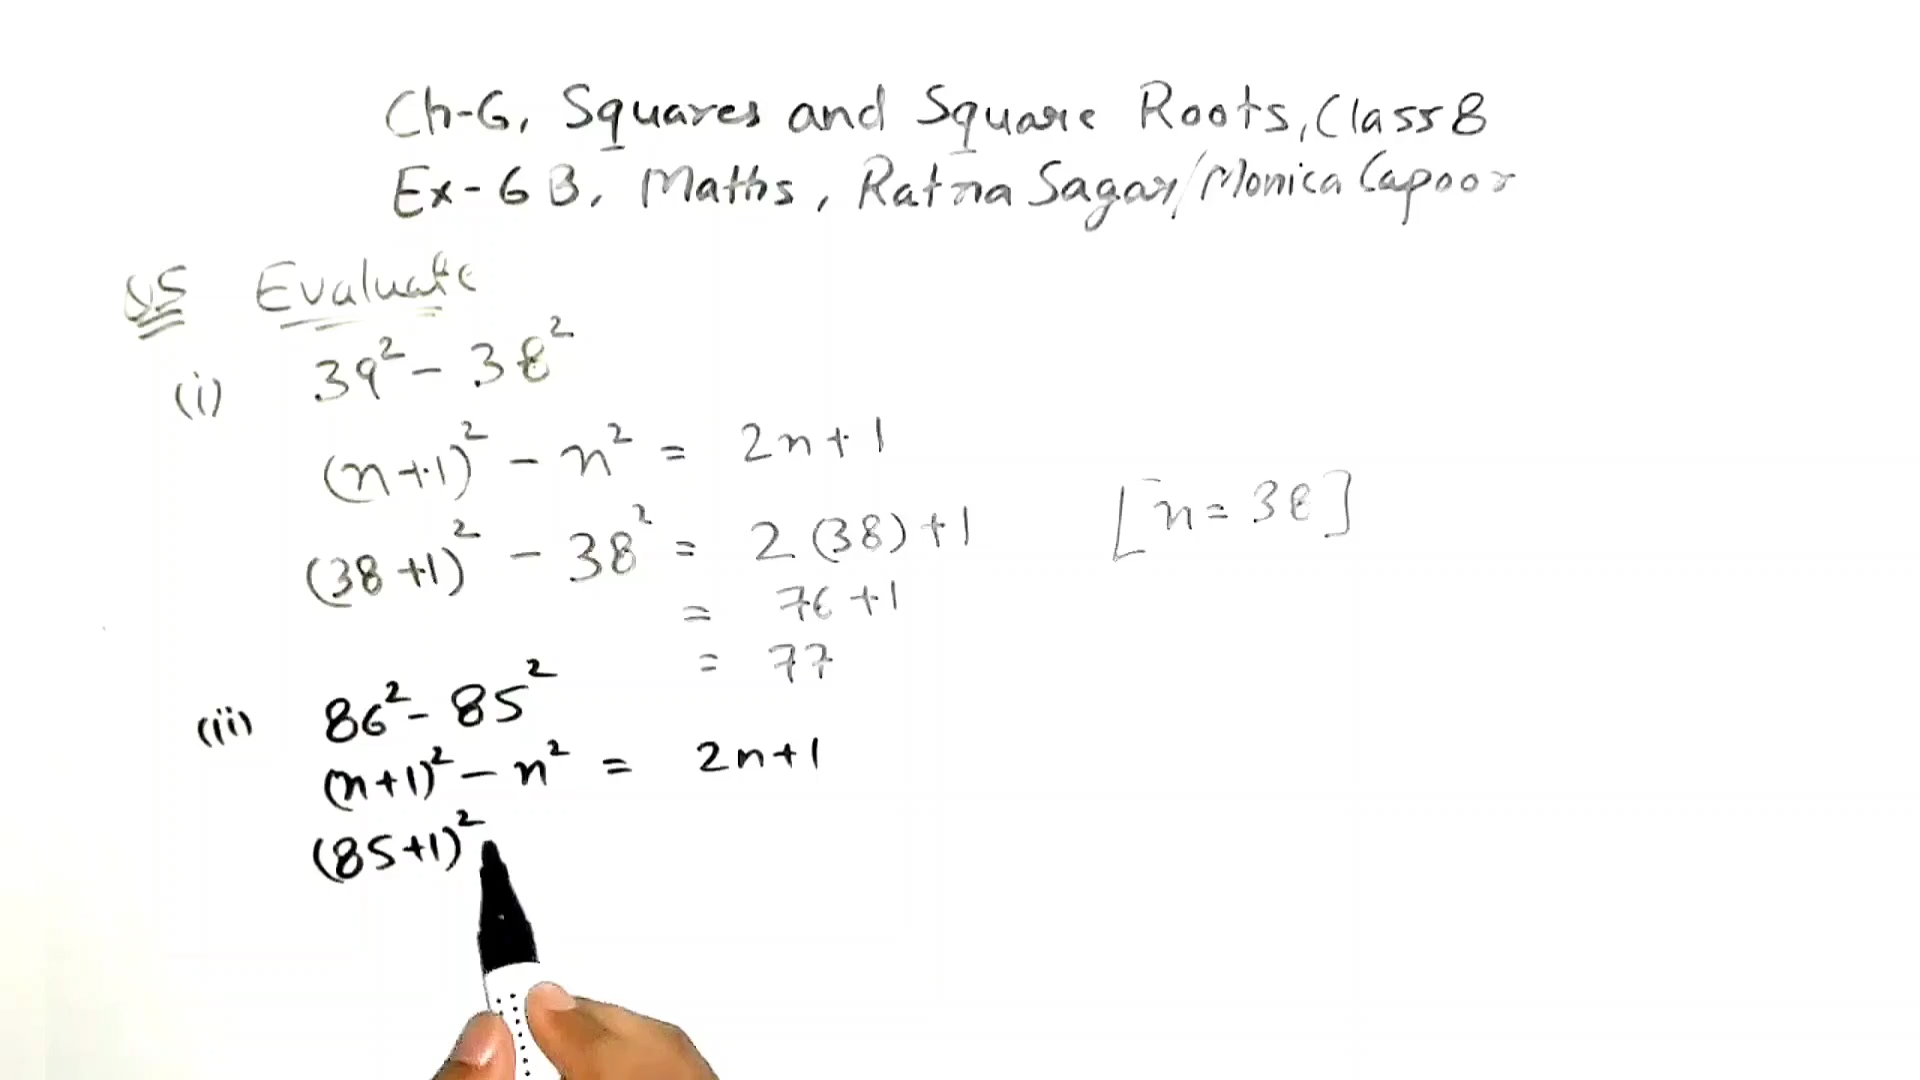 Ch-6, Squares and Square Roots, Class 8
Ex-6B, Maths, Ratna Sagar/Monica Capoor
Q5 Evaluate
(i) 39² - 38²
(n+1)² - n² = 2n+1
(38+1)² - 38² = 2(38)+1 [n=38]
= 76+1
= 77
(ii) 86² - 85²
(n+1)² - n² = 2n+1
(85+1)²